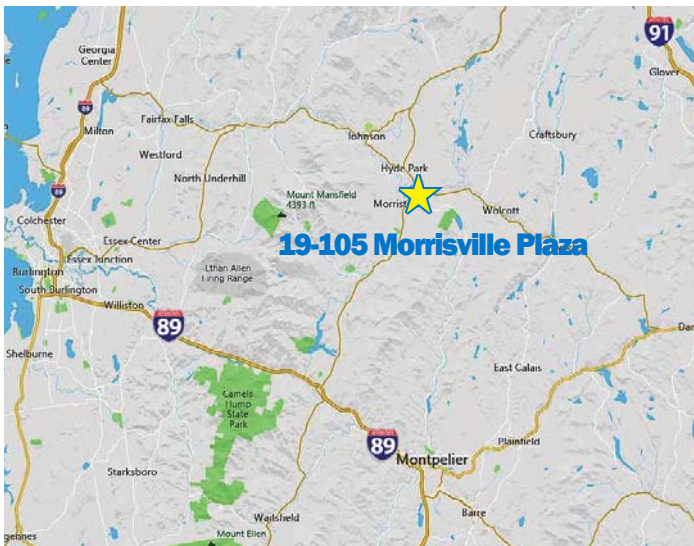 91
Georgia
Center
Glover
89
Fairfax Falls
Milton
Johnson
Craftsbury
Westford
Hyde Park
North Underhill
89
Mount Mansfield
4393 ft.
Morrist
Wolcott
Colchester
Essex Center
19-105 Morrisville Plaza
Essex Junction
Ethan Allen
Firing Range
Burlington
South Burlington
Williston
89
Dan
Shelburne
East Calais
Camels
Hump
State
Park
89
Plainfield
Montpelier
Starksboro
Barre
Waitsfield
gennes
Mount Ellen